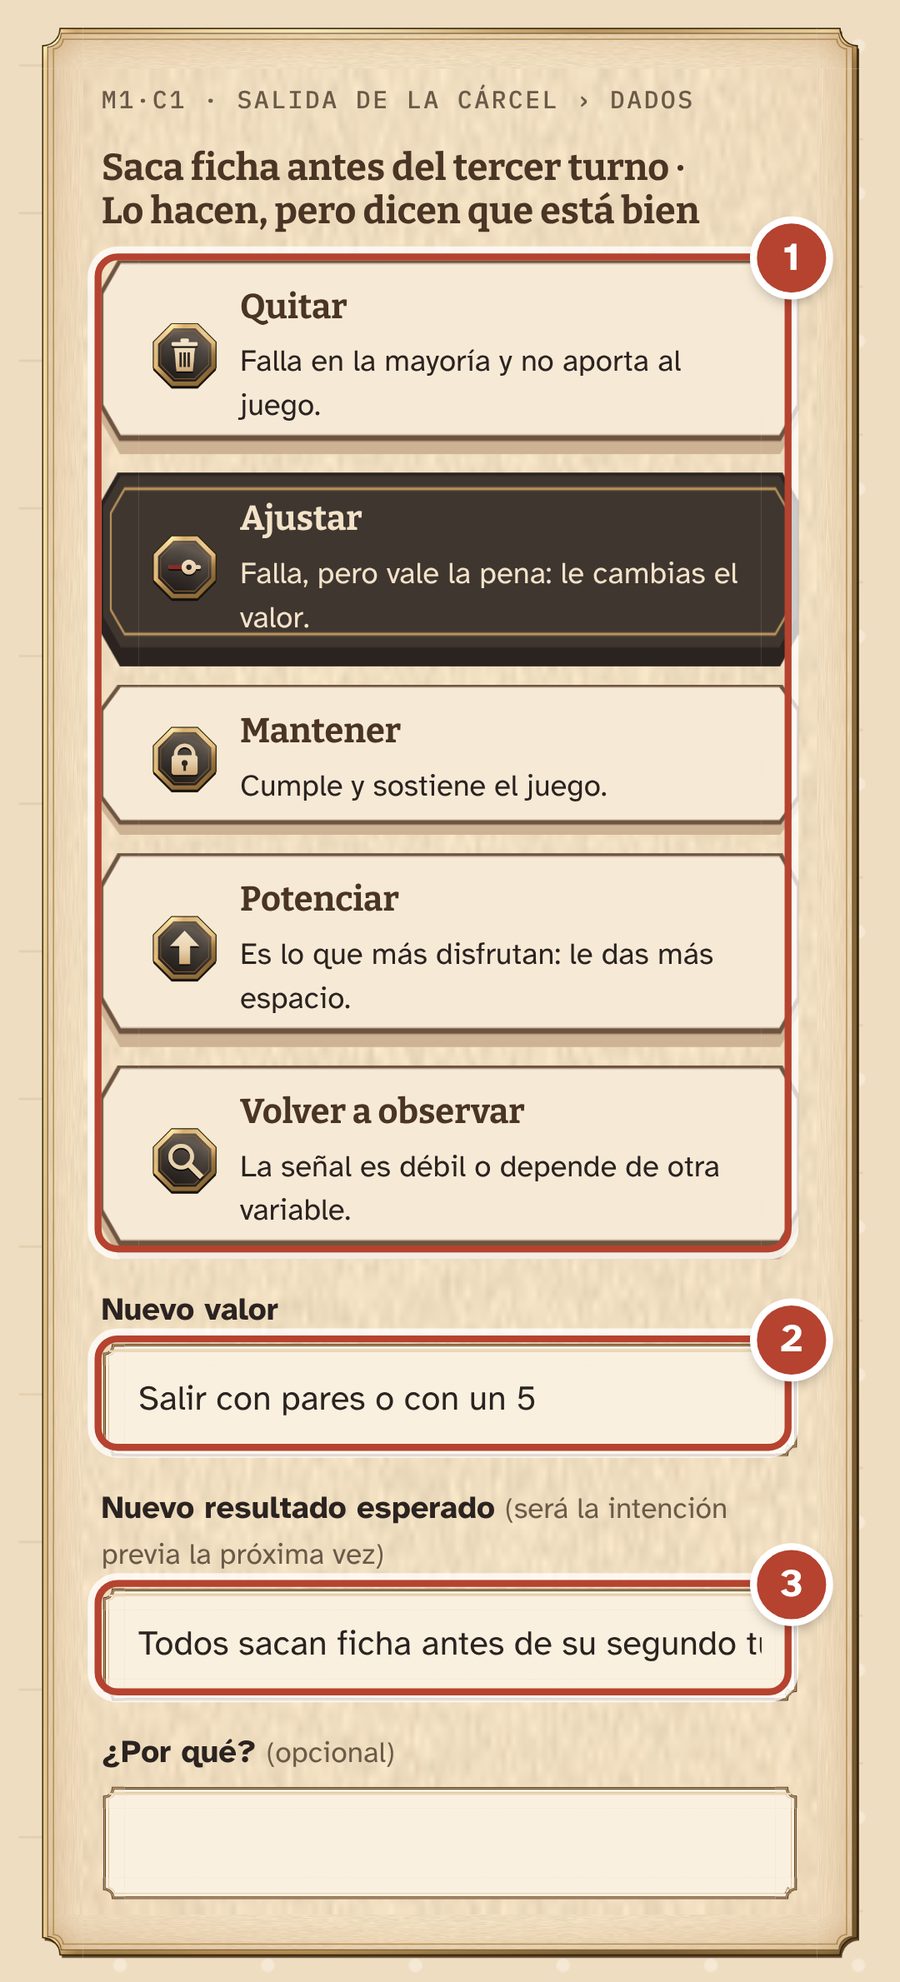 M1·C1 · SALIDA DE LA CÁRCEL › DADOS
Saca ficha antes del tercer turno ·
Lo hacen, pero dicen que está bien
1
Quitar
Falla en la mayoría y no aporta al
juego.
Ajustar
Falla, pero vale la pena: le cambias el
valor.
Mantener
Cumple y sostiene el juego.
Potenciar
Es lo que más disfrutan: le das más
espacio.
Volver a observar
La señal es débil o depende de otra
variable.
Nuevo valor
2
Salir con pares o con un 5
Nuevo resultado esperado (será la intención
previa la próxima vez)
3
Todos sacan ficha antes de su segundo
¿Por qué? (opcional)